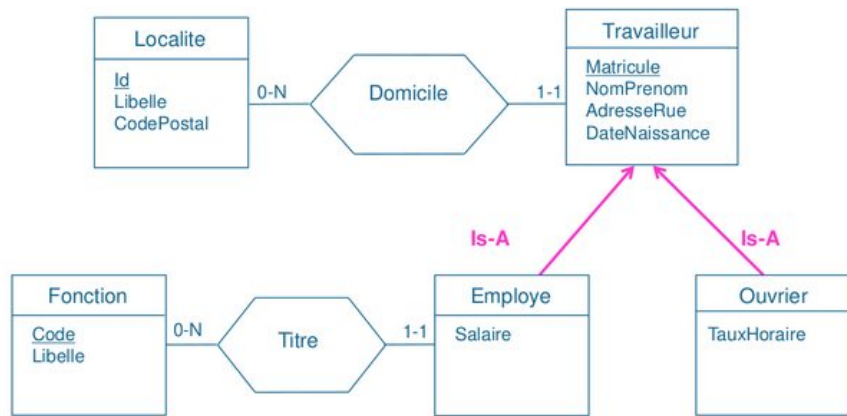 Localite
Id
Libelle
CodePostal
0-N
Domicile
1-1
Travailleur
Matricule
NomPrenom
AdresseRue
DateNaissance
Is-A
Is-A
Fonction
Code
Libelle
0-N
Titre
1-1
Employe
Salaire
Ouvrier
TauxHoraire